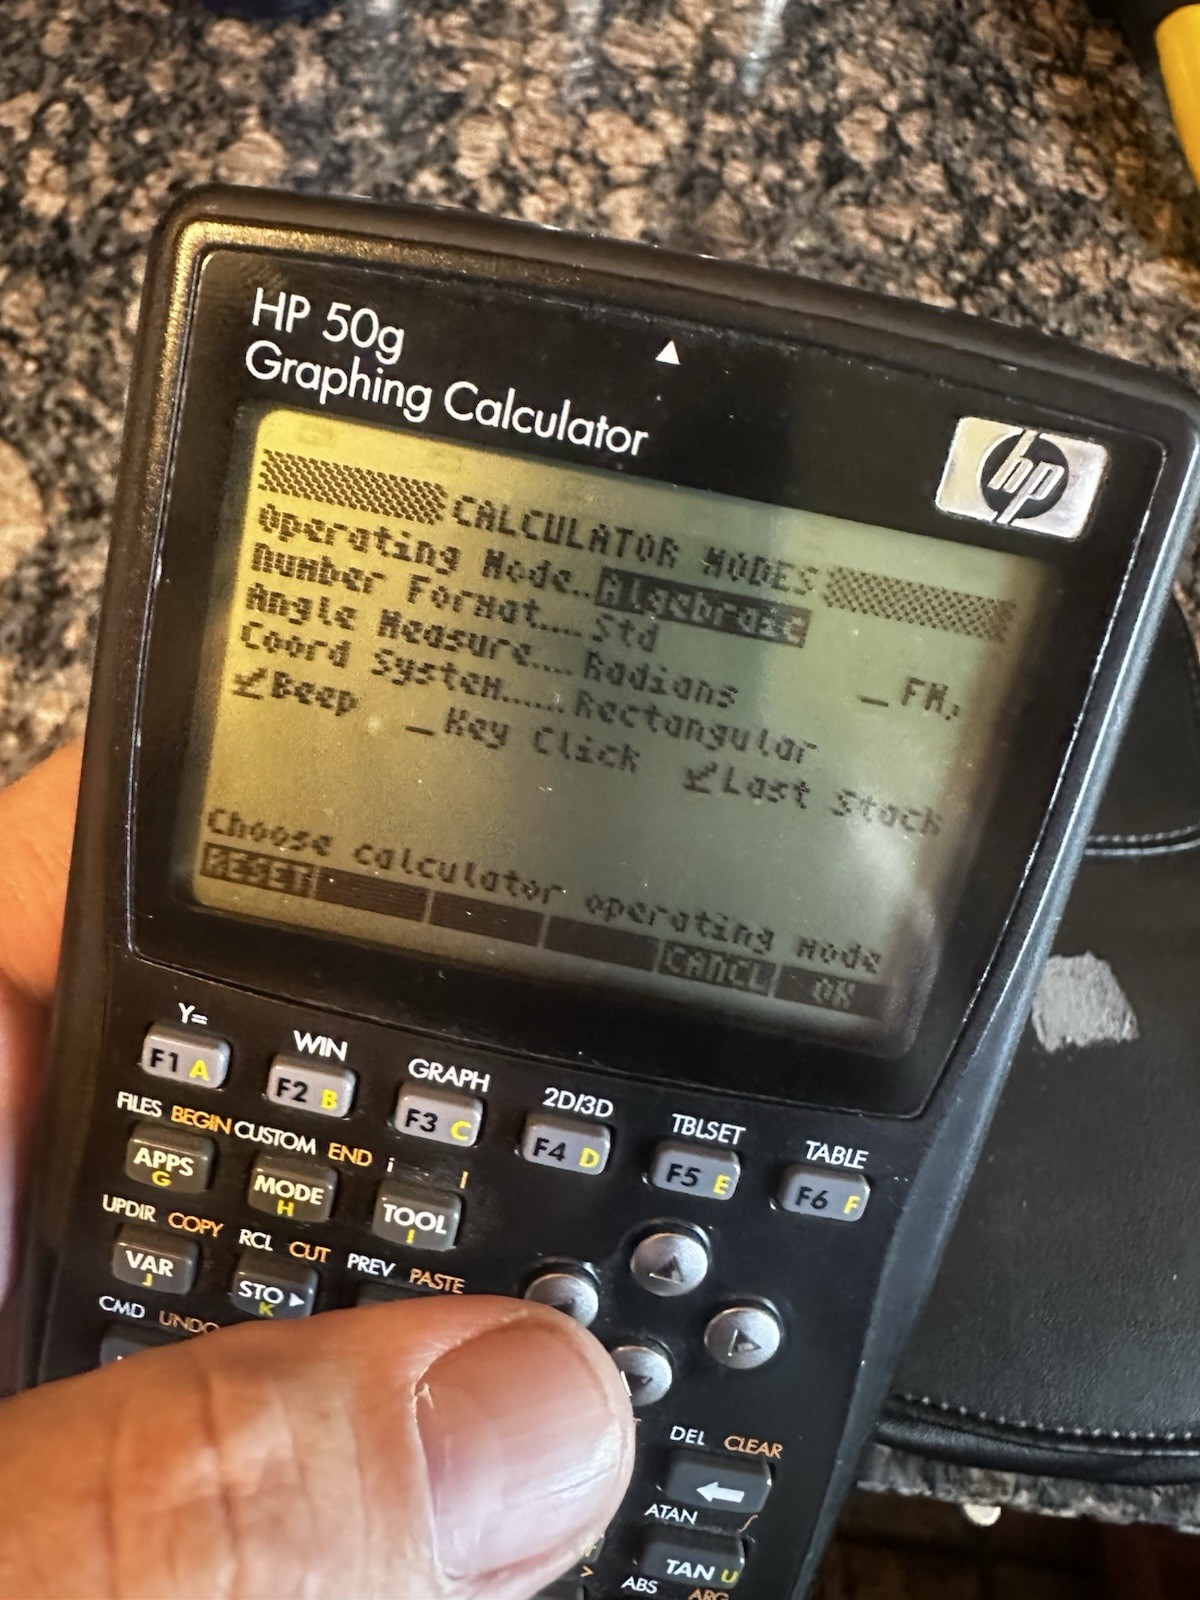 HP 50g
Graphing Calculator
hp
CALCULATOR MODES
Operating Mode..Algebraic
Number Format....Std _FM,
Angle Measure....Radians
Coord System......Rectangular
Beep _Key Click Last Stack
Choose calculator operating mode
RESET CANCL OK
Y= WIN GRAPH 2D/3D TBLSET TABLE
F1 A F2 B F3 C F4 D F5 E F6 F
FILES BEGIN CUSTOM END i I
APPS G MODE H TOOL I
UPDIR COPY RCL CUT PREV PASTE
VAR J STO ▶ K
CMD UNDO
DEL CLEAR
ATAN ∫
TAN U
> ABS ARG